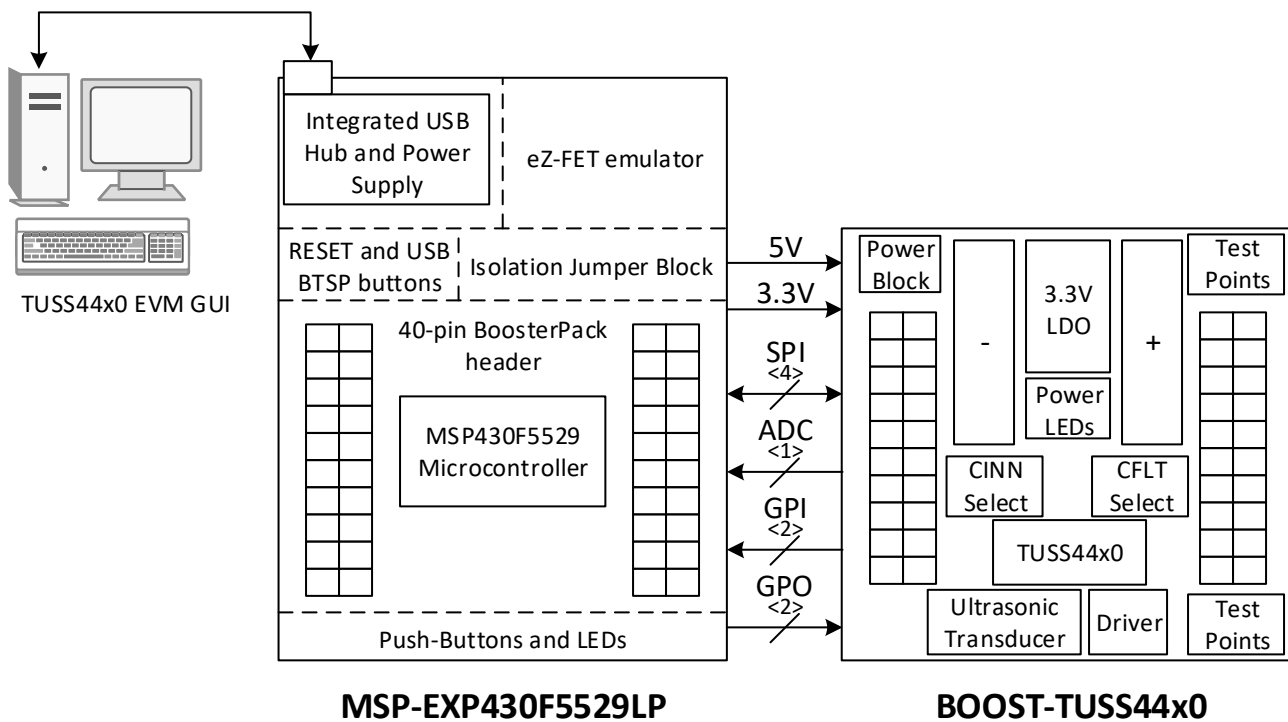 Integrated USB
Hub and Power
Supply
eZ-FET emulator
TUSS44x0 EVM GUI
RESET and USB
BTSP buttons
Isolation Jumper Block
40-pin BoosterPack
header
MSP430F5529
Microcontroller
Push-Buttons and LEDs
MSP-EXP430F5529LP
5V
3.3V
SPI
<4>
ADC
<1>
GPI
<2>
GPO
<2>
Power
Block
-
3.3V
LDO
+
Test
Points
Power
LEDs
CINN
Select
CFLT
Select
TUSS44x0
Ultrasonic
Transducer
Driver
Test
Points
BOOST-TUSS44x0